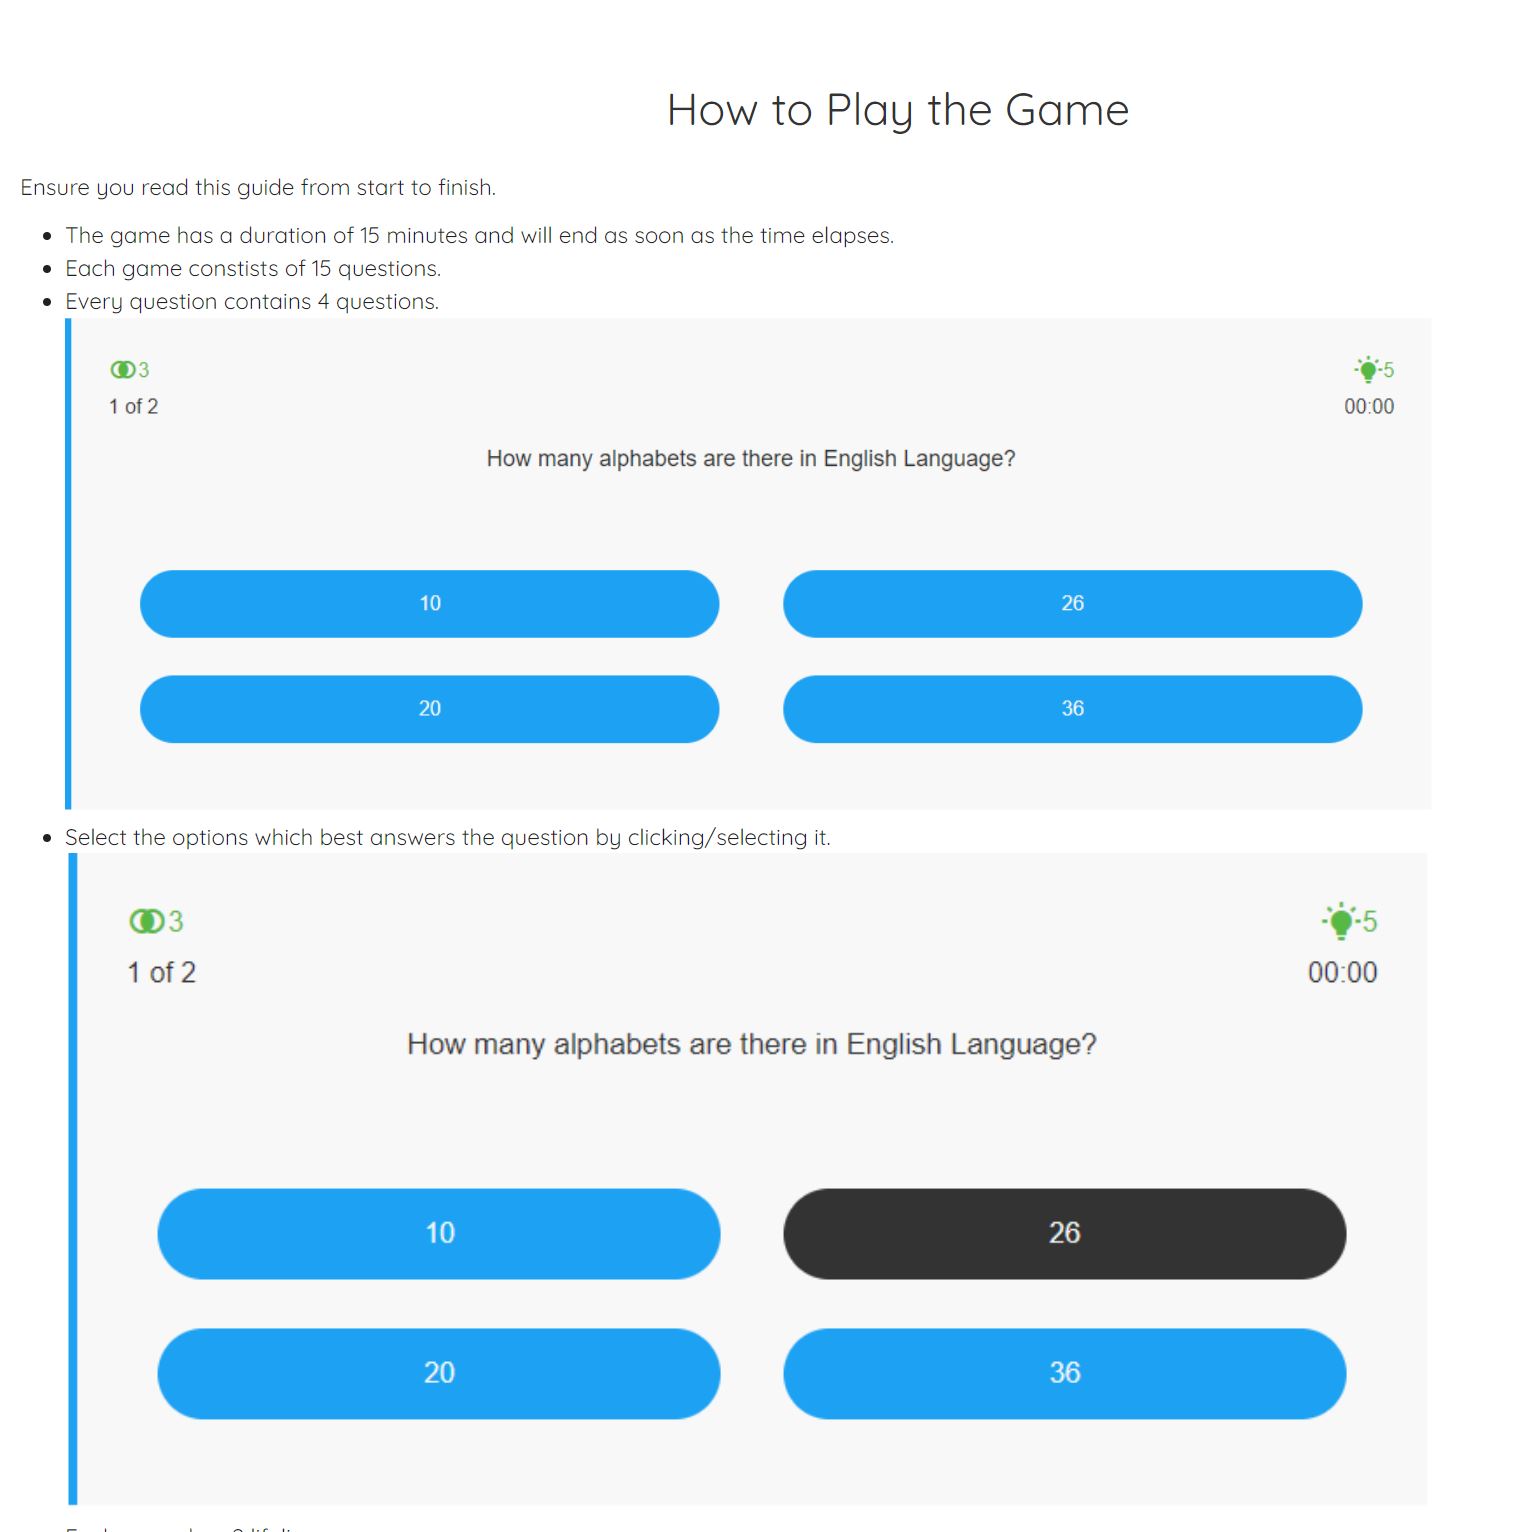 How to Play the Game
Ensure you read this guide from start to finish.
The game has a duration of 15 minutes and will end as soon as the time elapses.
Each game constists of 15 questions.
Every question contains 4 questions.
3
5
1 of 2
00:00
How many alphabets are there in English Language?
10
26
20
36
Select the options which best answers the question by clicking/selecting it.
3
5
1 of 2
00:00
How many alphabets are there in English Language?
10
26
20
36